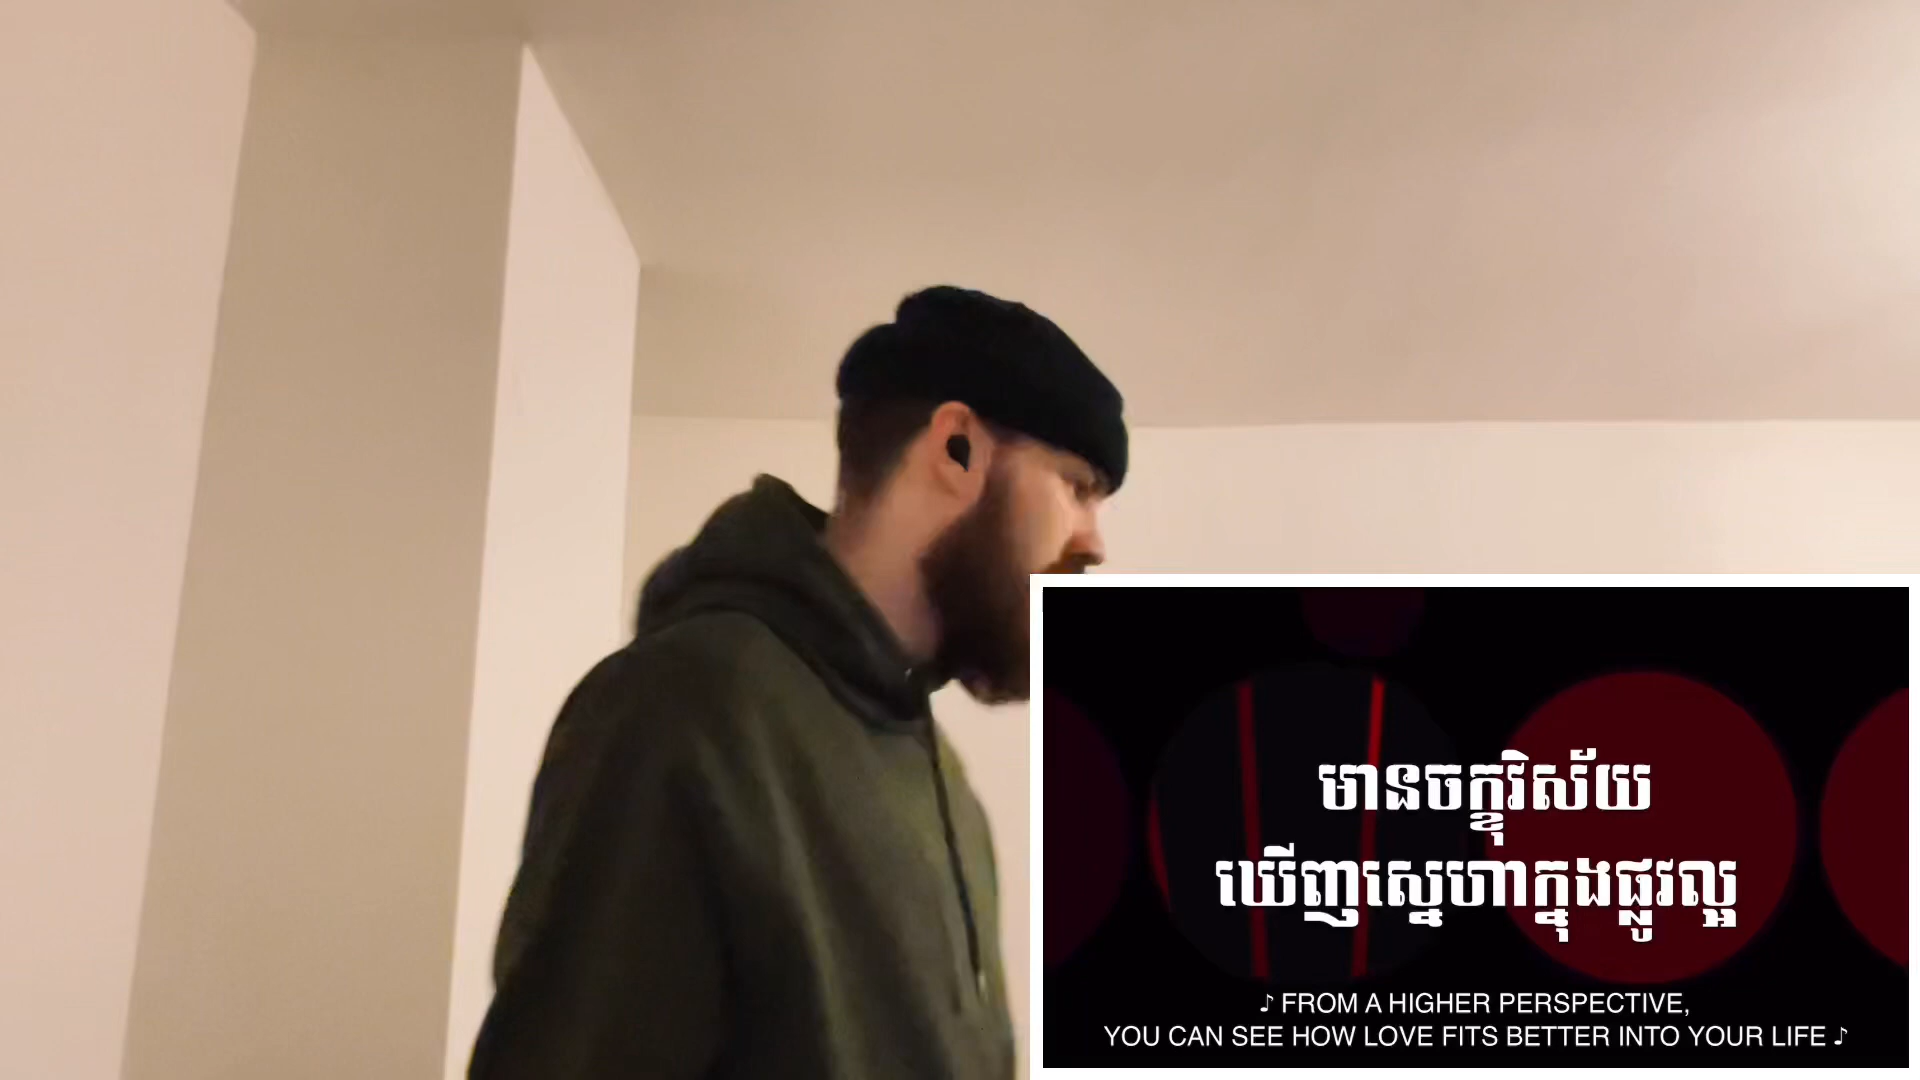 មានចក្ខុវិស័យ
ឃើញស្នេហាក្នុងផ្លូវល្អ
♪ FROM A HIGHER PERSPECTIVE,
YOU CAN SEE HOW LOVE FITS BETTER INTO YOUR LIFE ♪